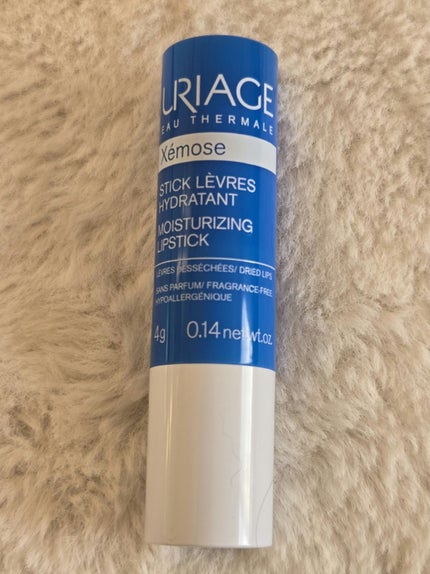 URIAGE
EAU THERMALE
Xémose
STICK LÈVRES
HYDRATANT
MOISTURIZING
LIPSTICK
LÈVRES DESSÉCHÉES/ DRIED LIPS
SANS PARFUM/ FRAGRANCE-FREE
HYPOALLERGÉNIQUE
4g 0.14 net wt.oz.